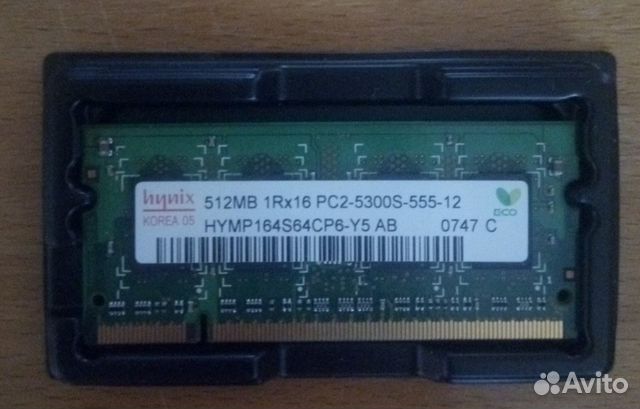 hynix
KOREA 05
512MB 1Rx16 PC2-5300S-555-12
HYMP164S64CP6-Y5 AB 0747 C
ECO
Avito